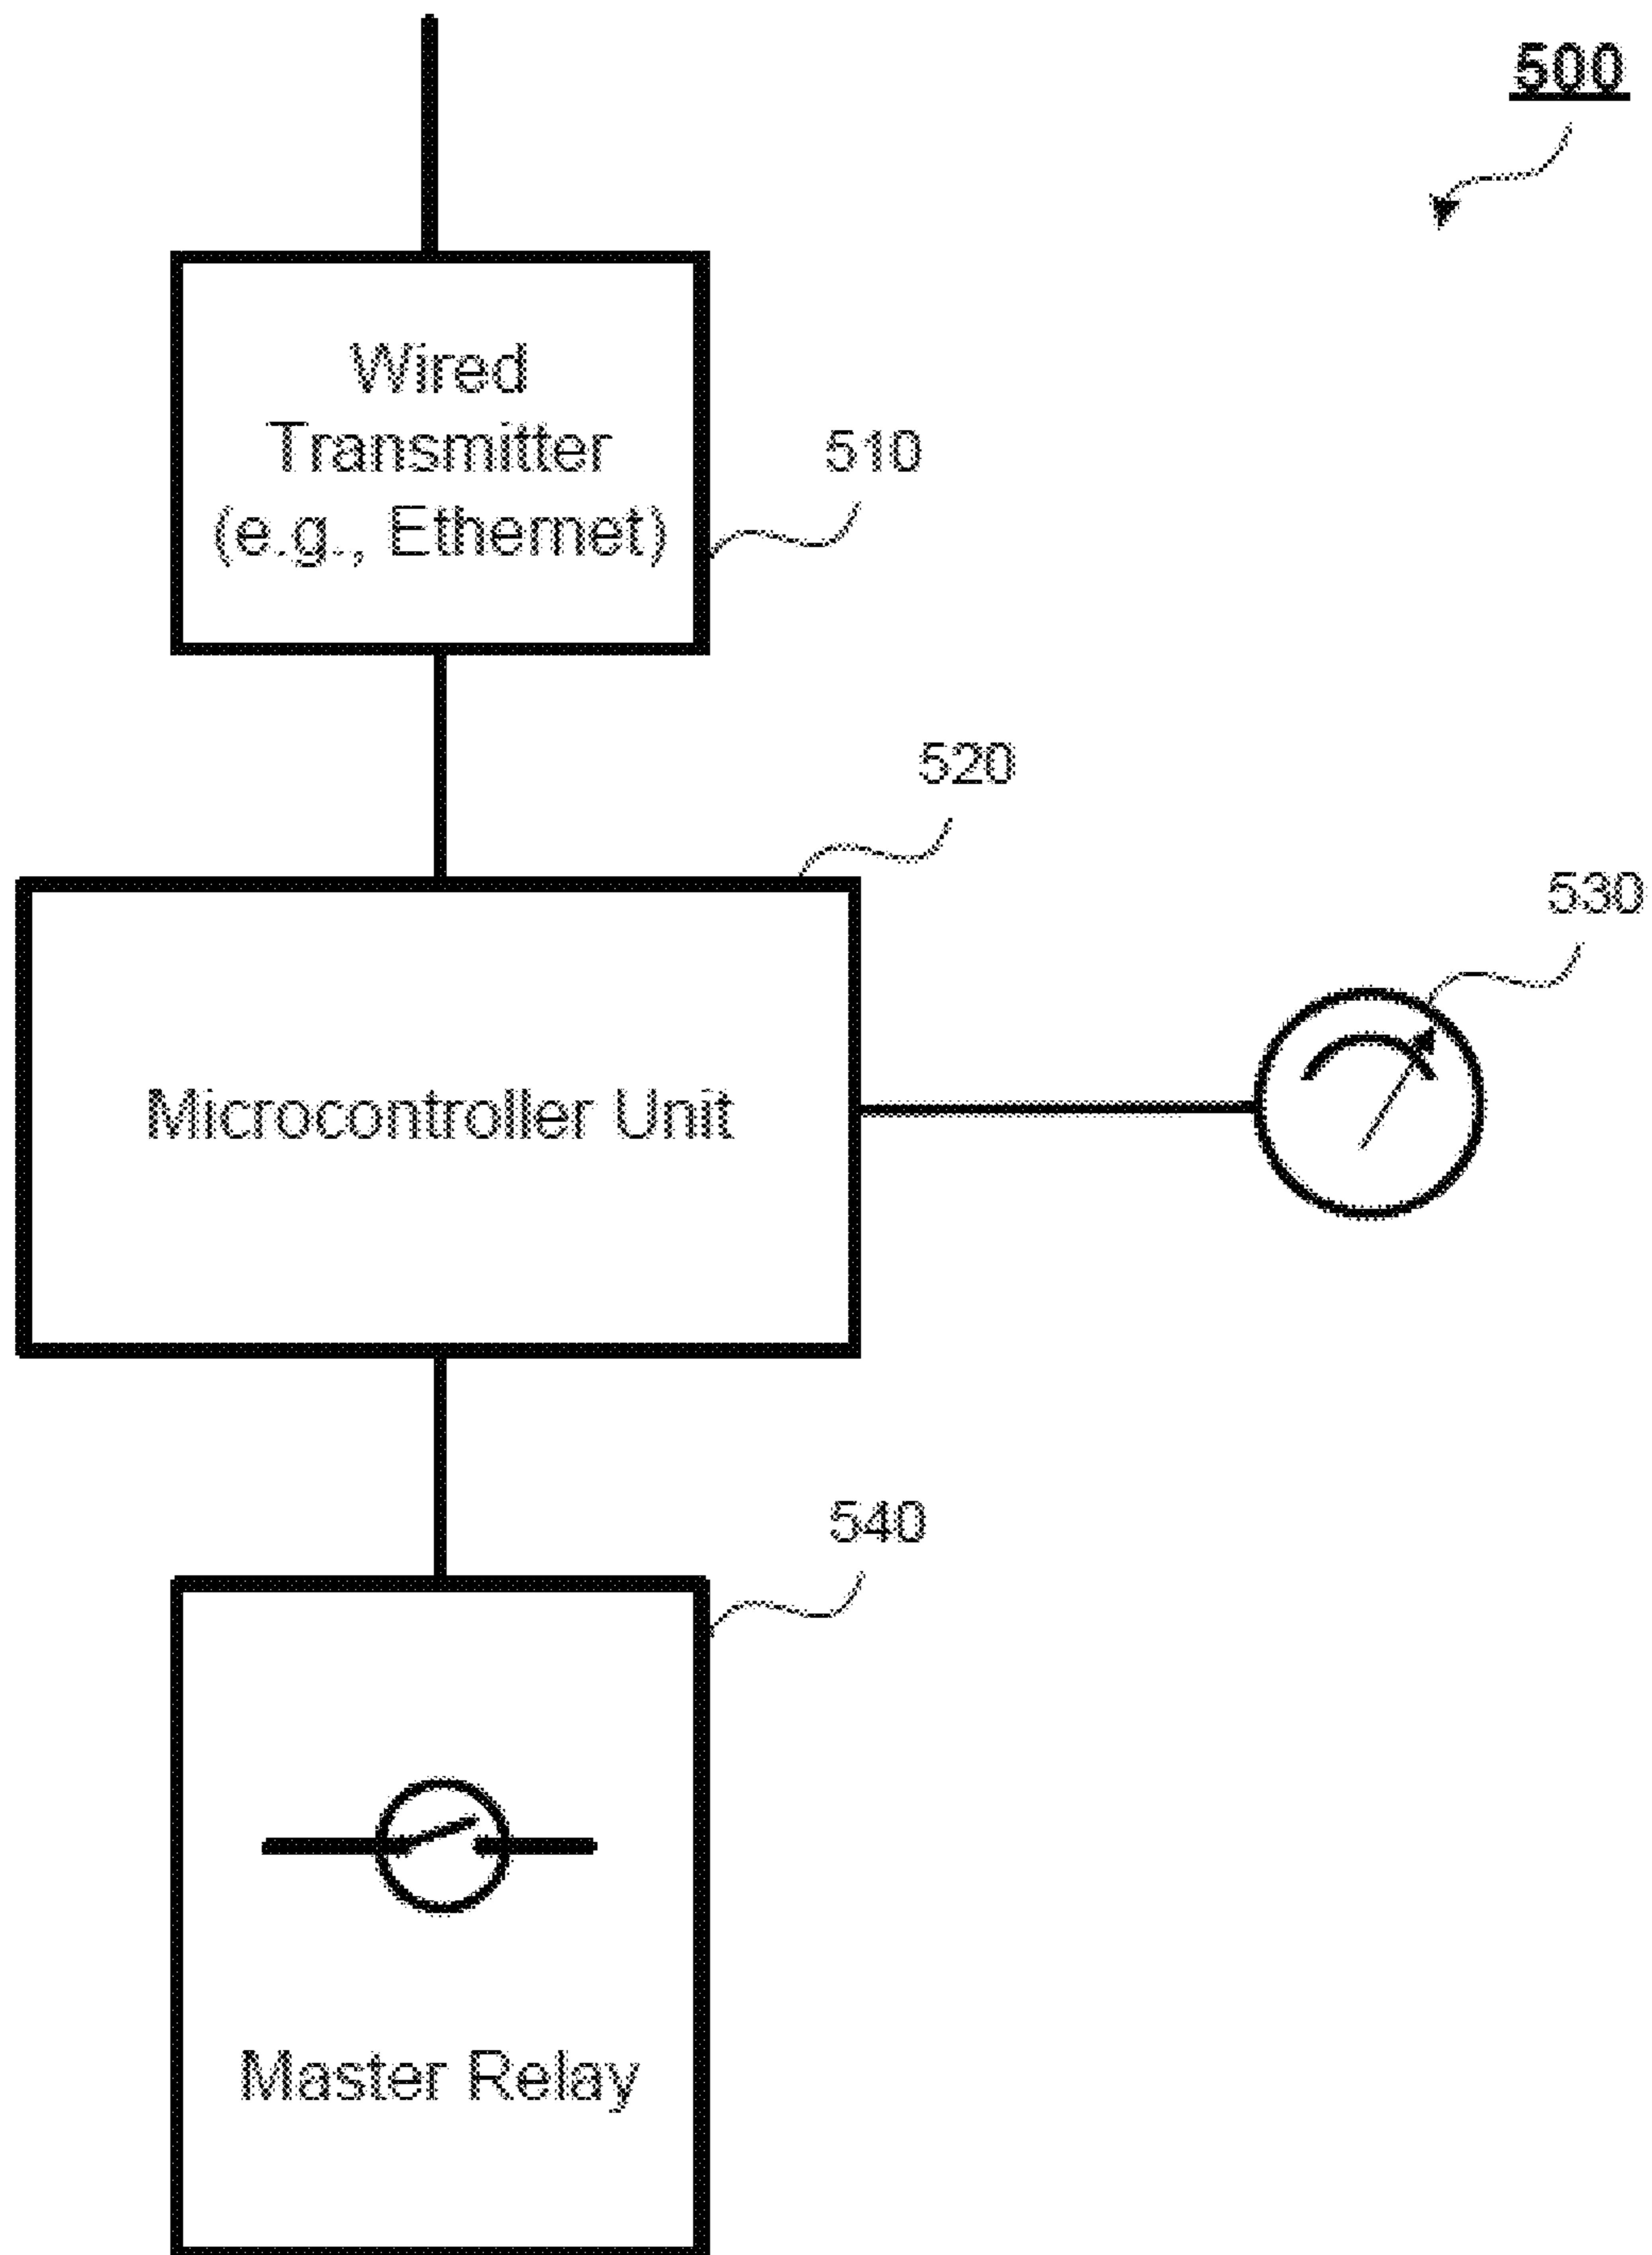 500
Wired
Transmitter
(e.g., Ethernet)
510
520
530
Microcontroller Unit
540
Master Relay